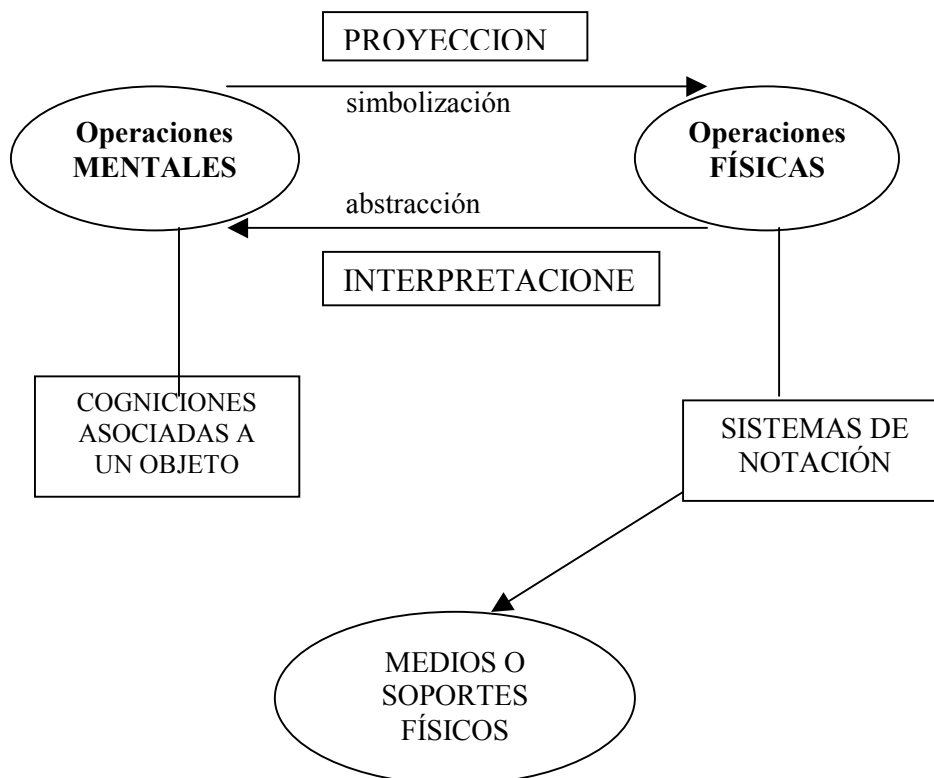 PROYECCION
simbolización
Operaciones
MENTALES
Operaciones
FÍSICAS
abstracción
INTERPRETACIONE
COGNICIONES
ASOCIADAS A
UN OBJETO
SISTEMAS DE
NOTACIÓN
MEDIOS O
SOPORTES
FÍSICOS